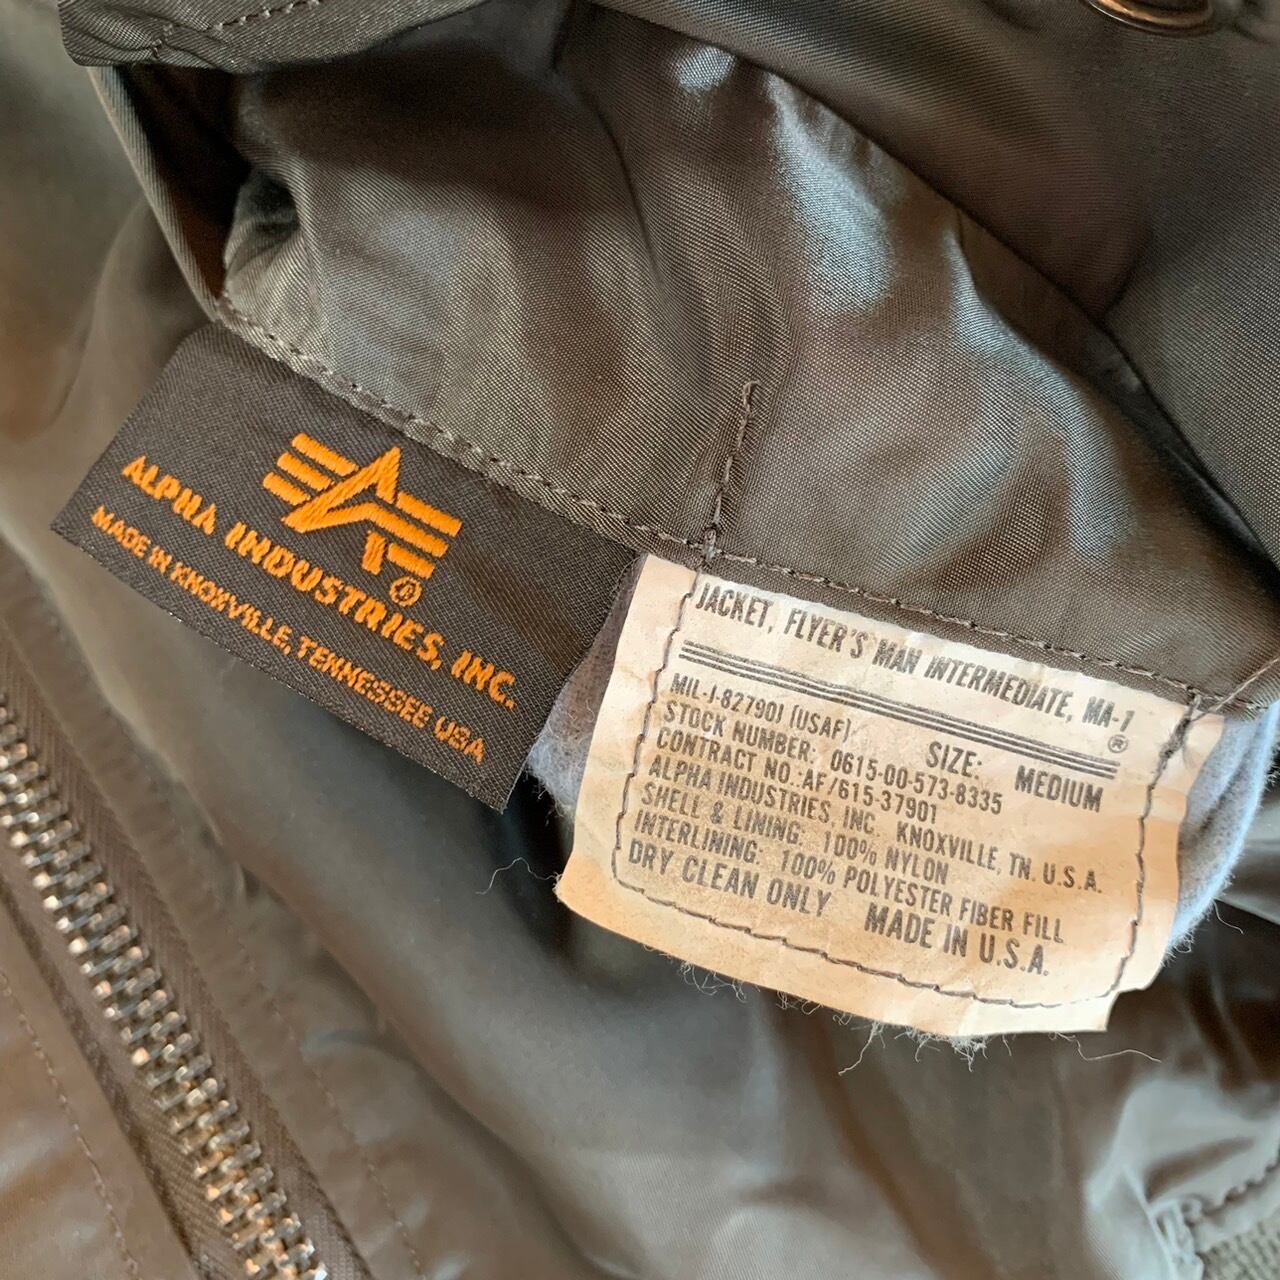 ALPHA INDUSTRIES, INC.®
MADE IN KNOXVILLE, TENNESSEE USA
JACKET, FLYER'S MAN INTERMEDIATE, MA-1®
MIL-J-82790J (USAF) SIZE: MEDIUM
STOCK NUMBER: 0615-00-573-8335
CONTRACT NO.:AF/615-37901
ALPHA INDUSTRIES, INC. KNOXVILLE, TN. U.S.A.
SHELL & LINING: 100% NYLON
INTERLINING: 100% POLYESTER FIBER FILL
DRY CLEAN ONLY MADE IN U.S.A.